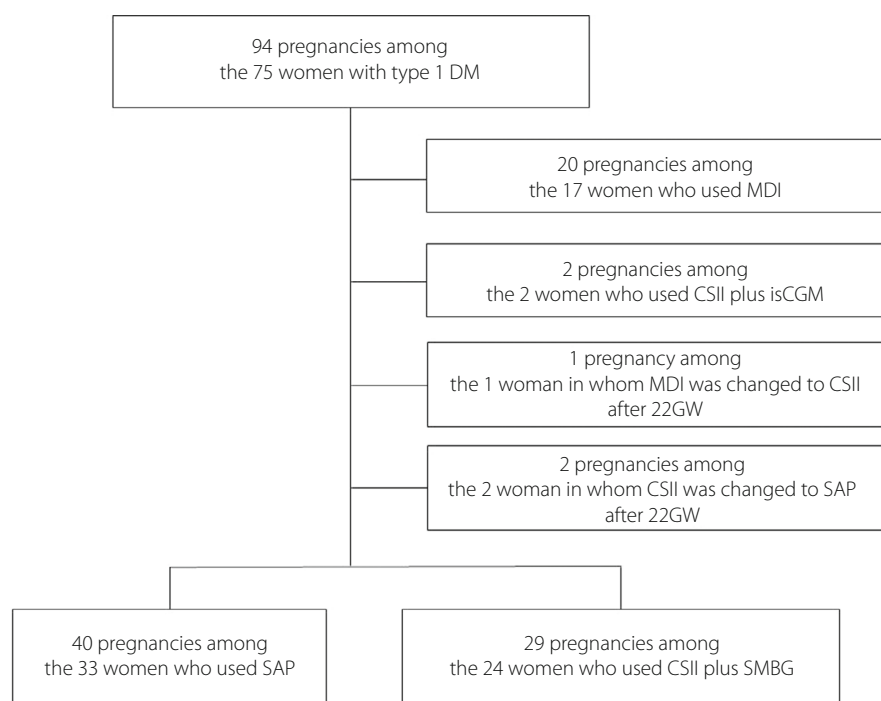 94 pregnancies among
the 75 women with type 1 DM
20 pregnancies among
the 17 women who used MDI
2 pregnancies among
the 2 women who used CSII plus isCGM
1 pregnancy among
the 1 woman in whom MDI was changed to CSII
after 22GW
2 pregnancies among
the 2 woman in whom CSII was changed to SAP
after 22GW
40 pregnancies among
the 33 women who used SAP
29 pregnancies among
the 24 women who used CSII plus SMBG